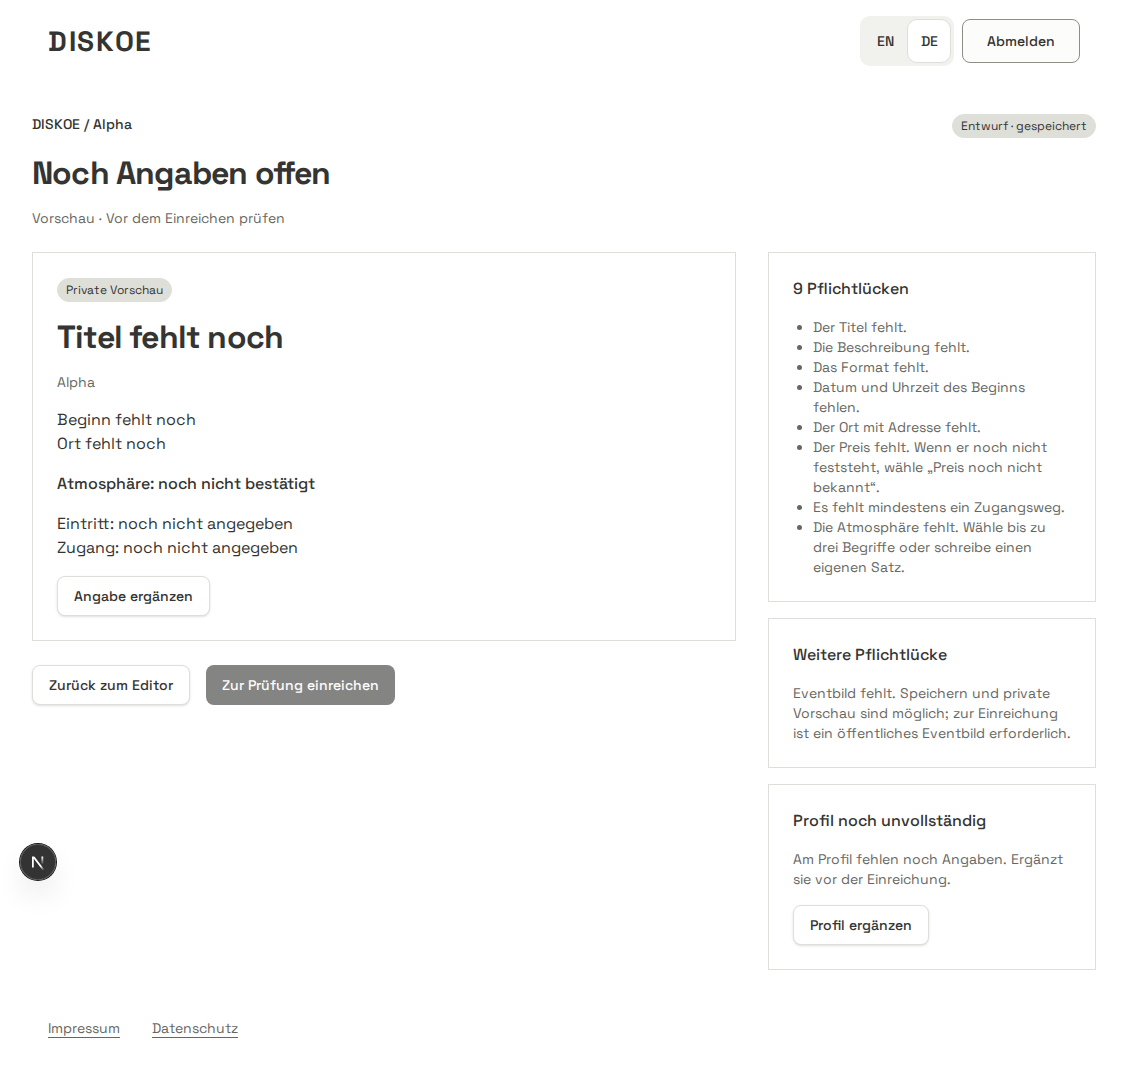 DISKOE
EN
DE
Abmelden
DISKOE / Alpha
Entwurf · gespeichert
Noch Angaben offen
Vorschau · Vor dem Einreichen prüfen
Private Vorschau
Titel fehlt noch
Alpha
Beginn fehlt noch
Ort fehlt noch
Atmosphäre: noch nicht bestätigt
Eintritt: noch nicht angegeben
Zugang: noch nicht angegeben
Angabe ergänzen
Zurück zum Editor
Zur Prüfung einreichen
9 Pflichtlücken
Der Titel fehlt.
Die Beschreibung fehlt.
Das Format fehlt.
Datum und Uhrzeit des Beginns
fehlen.
Der Ort mit Adresse fehlt.
Der Preis fehlt. Wenn er noch nicht
feststeht, wähle „Preis noch nicht
bekannt“.
Es fehlt mindestens ein Zugangsweg.
Die Atmosphäre fehlt. Wähle bis zu
drei Begriffe oder schreibe einen
eigenen Satz.
Weitere Pflichtlücke
Eventbild fehlt. Speichern und private
Vorschau sind möglich; zur Einreichung
ist ein öffentliches Eventbild erforderlich.
Profil noch unvollständig
Am Profil fehlen noch Angaben. Ergänzt
sie vor der Einreichung.
Profil ergänzen
N
Impressum
Datenschutz